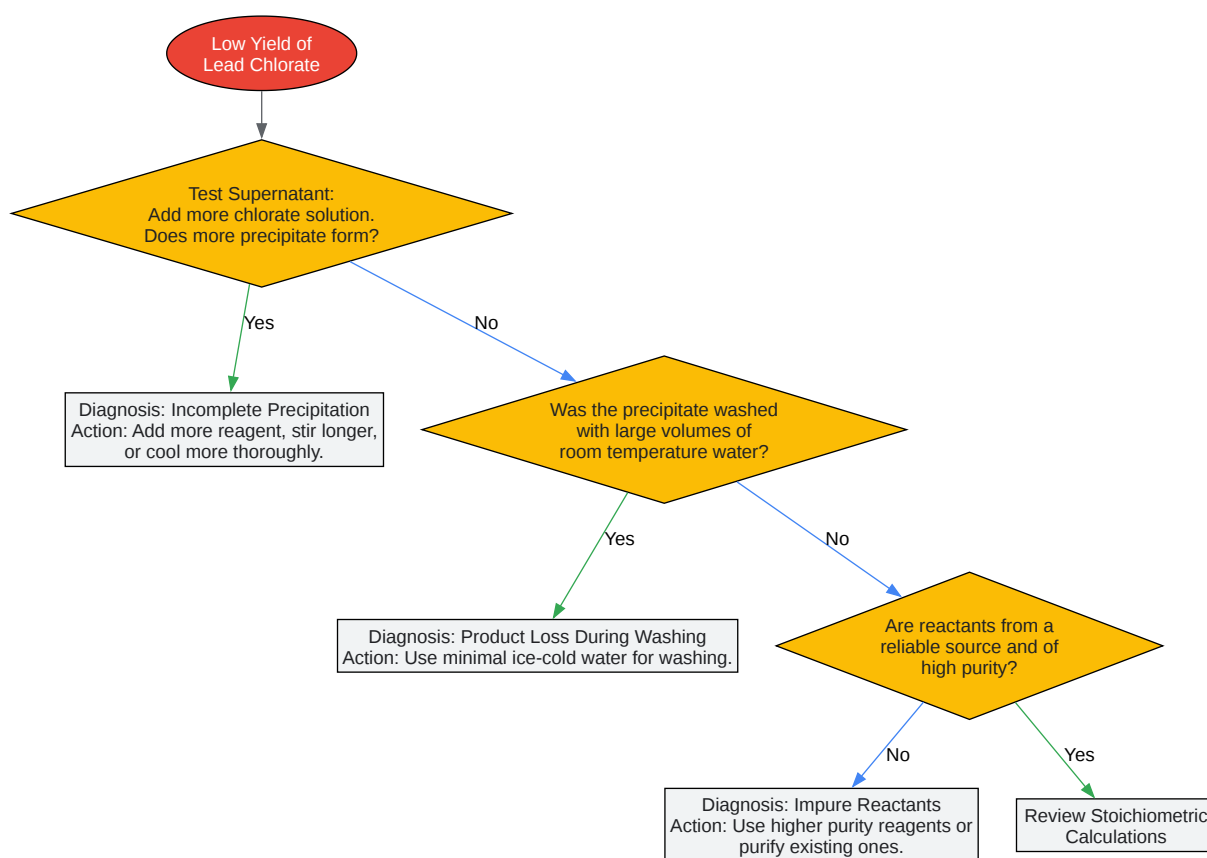 Low Yield of
Lead Chlorate
Test Supernatant:
Add more chlorate solution.
Does more precipitate form?
Yes
No
Diagnosis: Incomplete Precipitation
Action: Add more reagent, stir longer,
or cool more thoroughly.
Was the precipitate washed
with large volumes of
room temperature water?
Yes
No
Diagnosis: Product Loss During Washing
Action: Use minimal ice-cold water for washing.
Are reactants from a
reliable source and of
high purity?
No
Yes
Diagnosis: Impure Reactants
Action: Use higher purity reagents or
purify existing ones.
Review Stoichiometric
Calculations